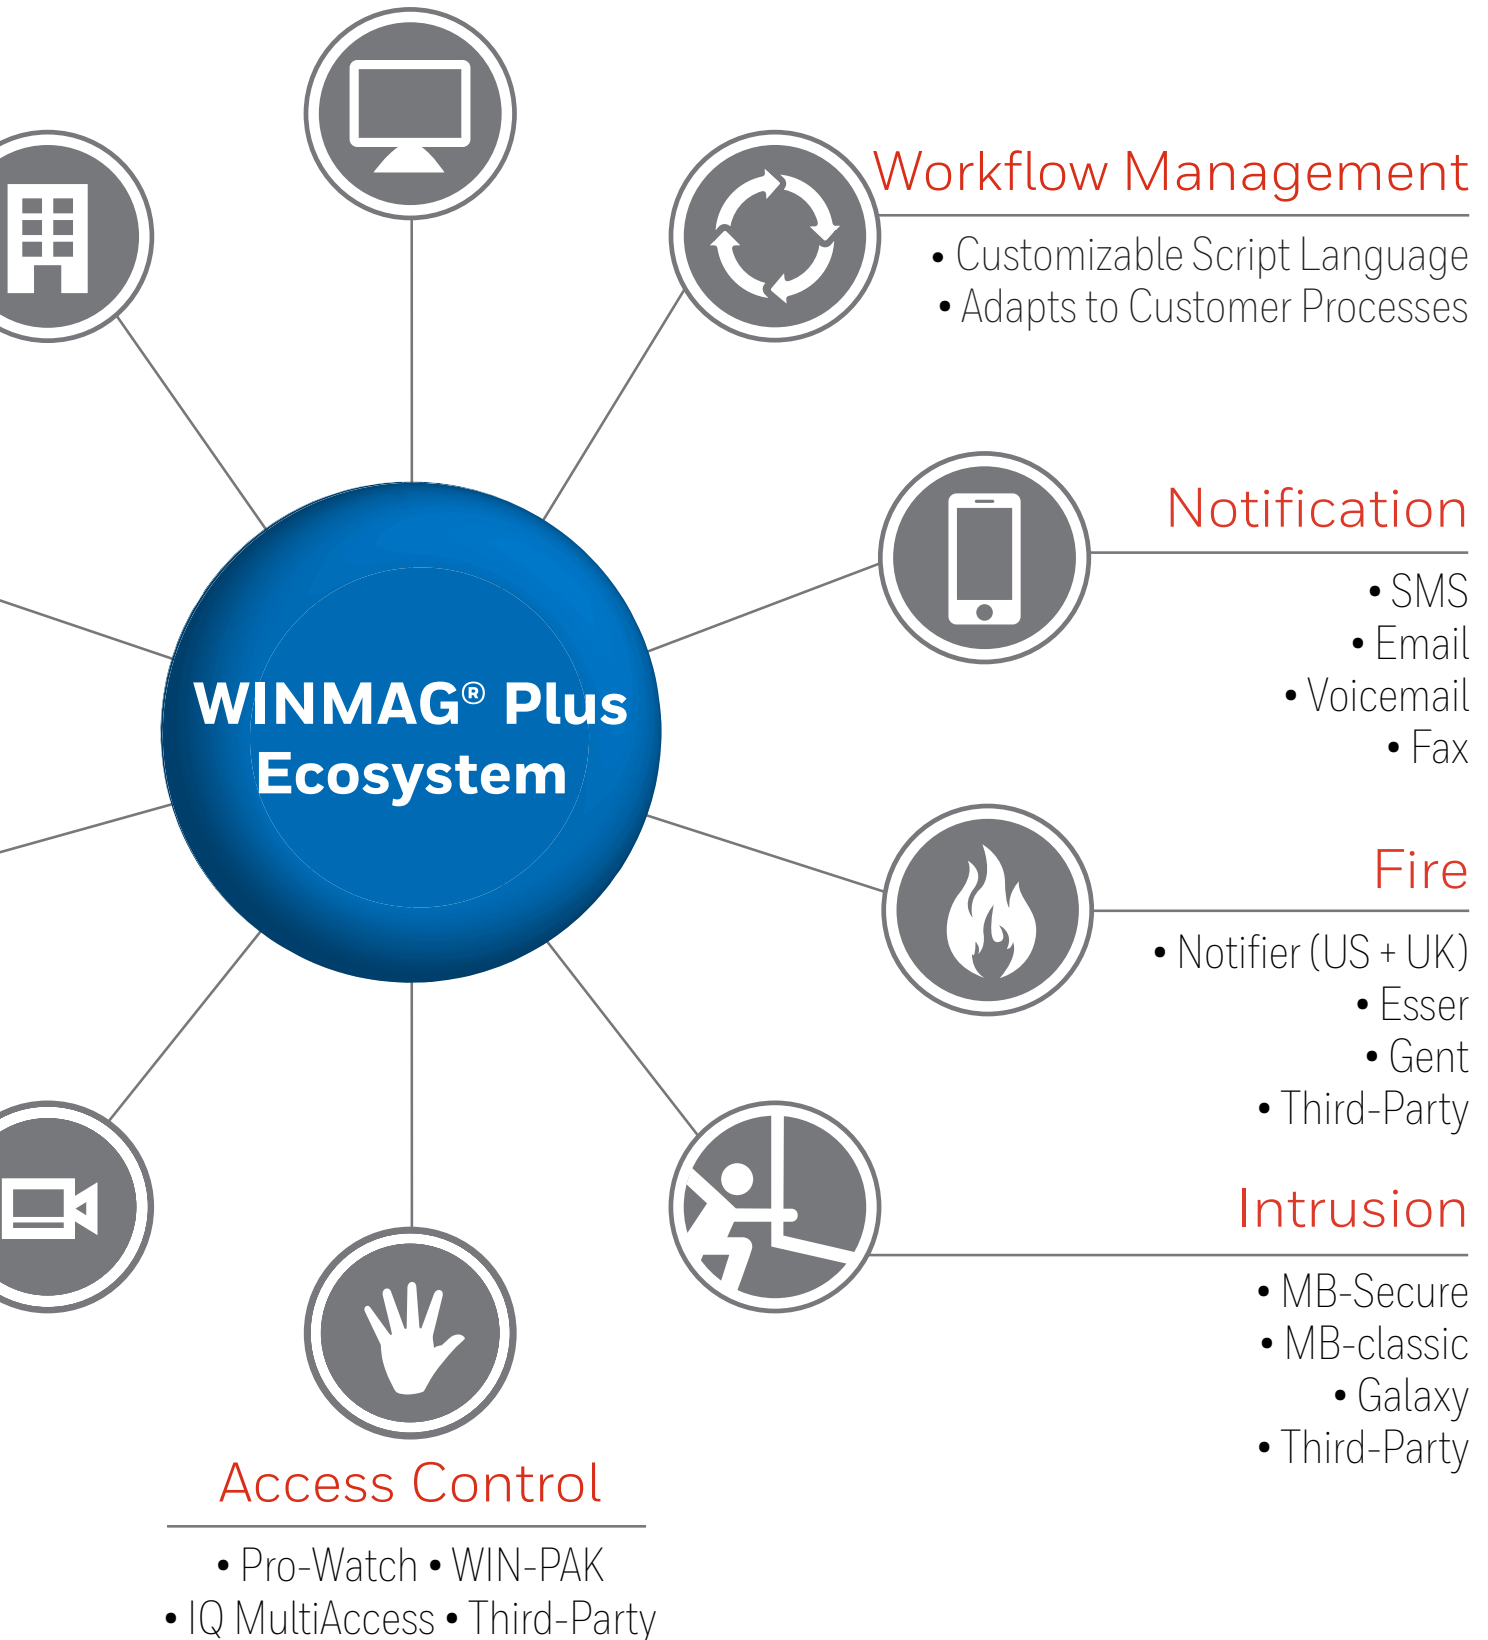 Workflow Management
• Customizable Script Language
• Adapts to Customer Processes
Notification
• SMS
• Email
• Voicemail
• Fax
WINMAG® Plus
Ecosystem
Fire
• Notifier (US + UK)
• Esser
• Gent
• Third-Party
Intrusion
• MB-Secure
• MB-classic
• Galaxy
• Third-Party
Access Control
• Pro-Watch • WIN-PAK
• IQ MultiAccess • Third-Party